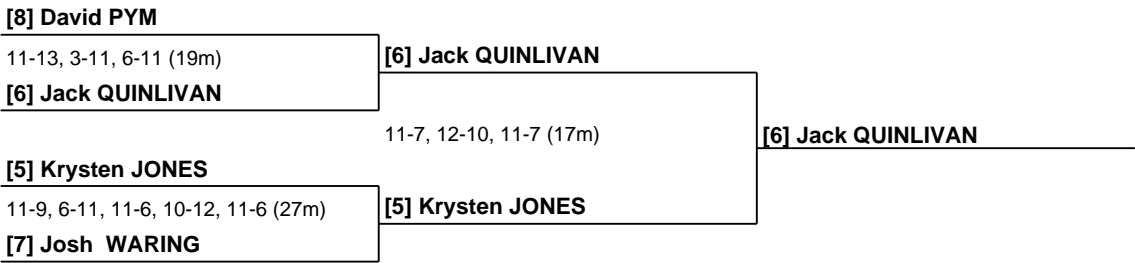 [8] David PYM
11-13, 3-11, 6-11 (19m)
[6] Jack QUINLIVAN
[6] Jack QUINLIVAN
11-7, 12-10, 11-7 (17m)
[6] Jack QUINLIVAN
[5] Krysten JONES
11-9, 6-11, 11-6, 10-12, 11-6 (27m)
[5] Krysten JONES
[7] Josh  WARING